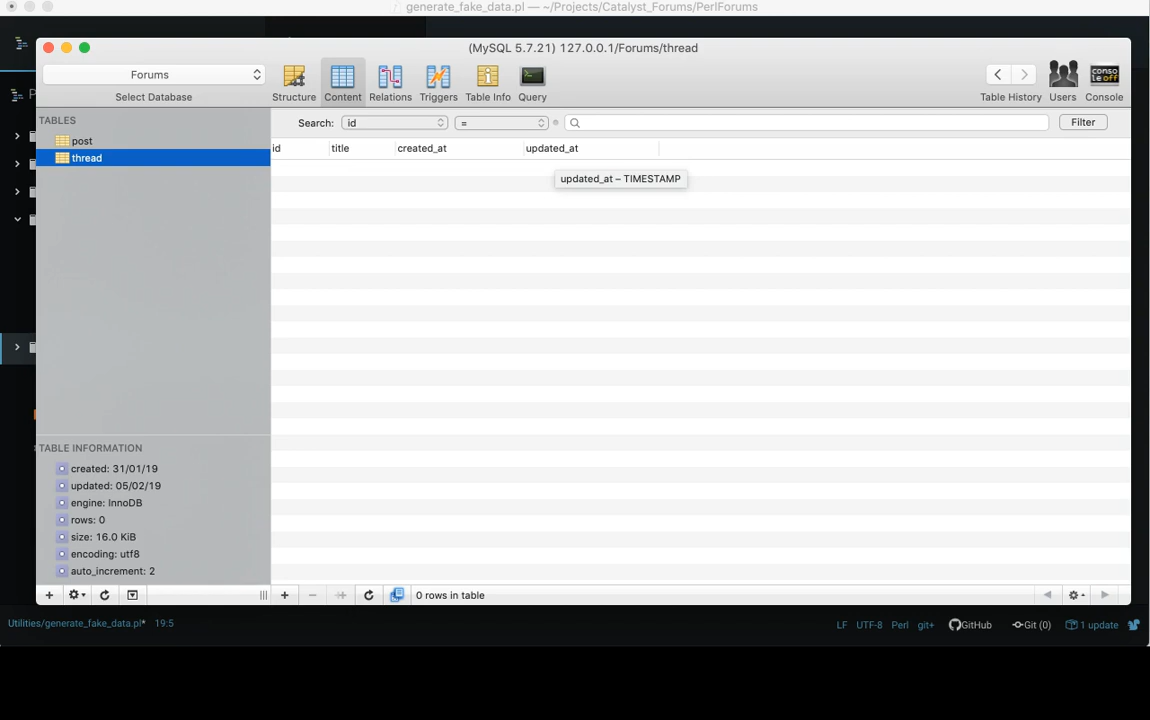 generate_fake_data.pl — ~/Projects/Catalyst_Forums/PerlForums
(MySQL 5.7.21) 127.0.0.1/Forums/thread
Forums
Select Database
Structure Content Relations Triggers Table Info Query
Table History Users Console
conso
le off
TABLES
post
thread
Search: id = Filter
id title created_at updated_at
updated_at – TIMESTAMP
TABLE INFORMATION
created: 31/01/19
updated: 05/02/19
engine: InnoDB
rows: 0
size: 16.0 KiB
encoding: utf8
auto_increment: 2
0 rows in table
Utilities/generate_fake_data.pl* 19:5
LF UTF-8 Perl git+ GitHub Git (0) 1 update